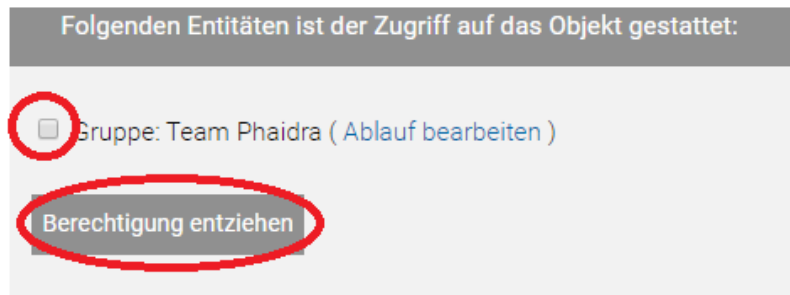 Folgenden Entitäten ist der Zugriff auf das Objekt gestattet:
Gruppe: Team Phaidra ( Ablauf bearbeiten )
Berechtigung entziehen